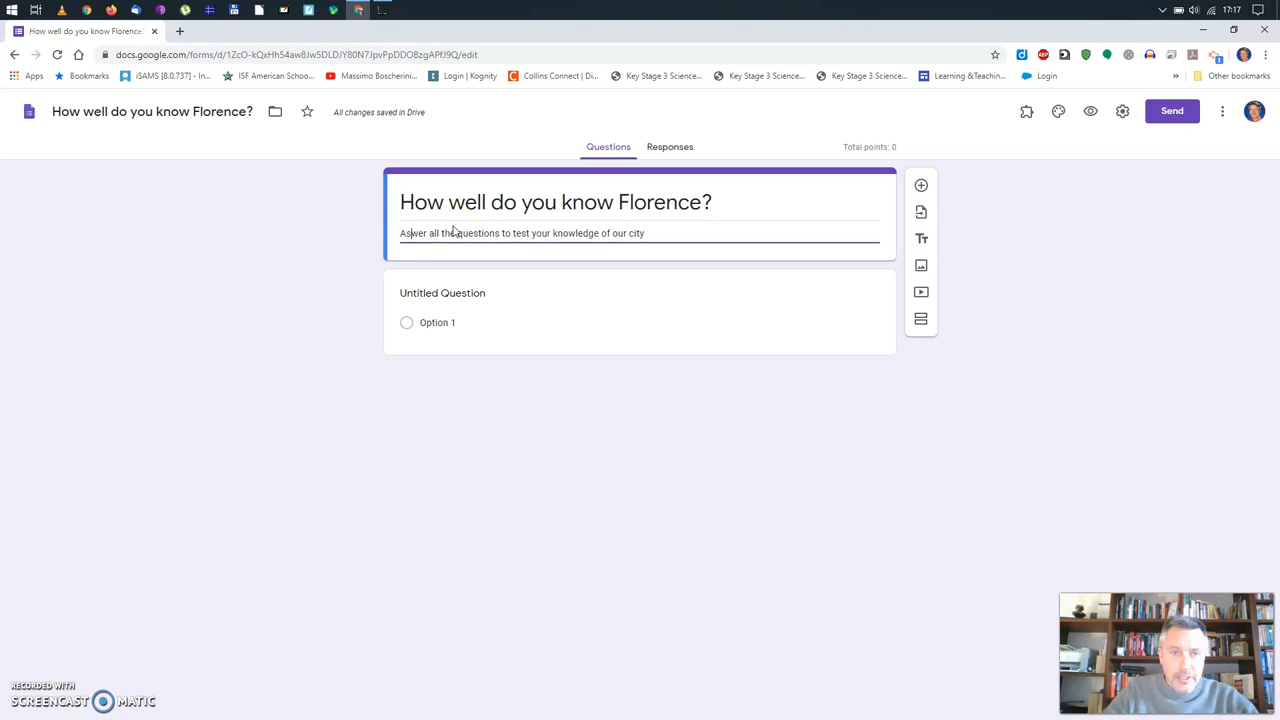 17:17
How well do you know Florence?
docs.google.com/forms/d/1ZcO-kQxHh54aw8Jw5DLDJY80N7JpvPpDDOBzgAPfJ9Q/edit
Apps
Bookmarks
iSAMS [8.0.737] - In...
ISF American Schoo...
Massimo Boscherini...
Login | Kognity
Collins Connect | Di...
Key Stage 3 Science...
Key Stage 3 Science...
Key Stage 3 Science...
Learning &Teachin...
Login
»
Other bookmarks
How well do you know Florence?
All changes saved in Drive
Send
Questions
Responses
Total points: 0
How well do you know Florence?
Aswer all the questions to test your knowledge of our city
Untitled Question
Option 1
RECORDED WITH
SCREENCAST MATIC